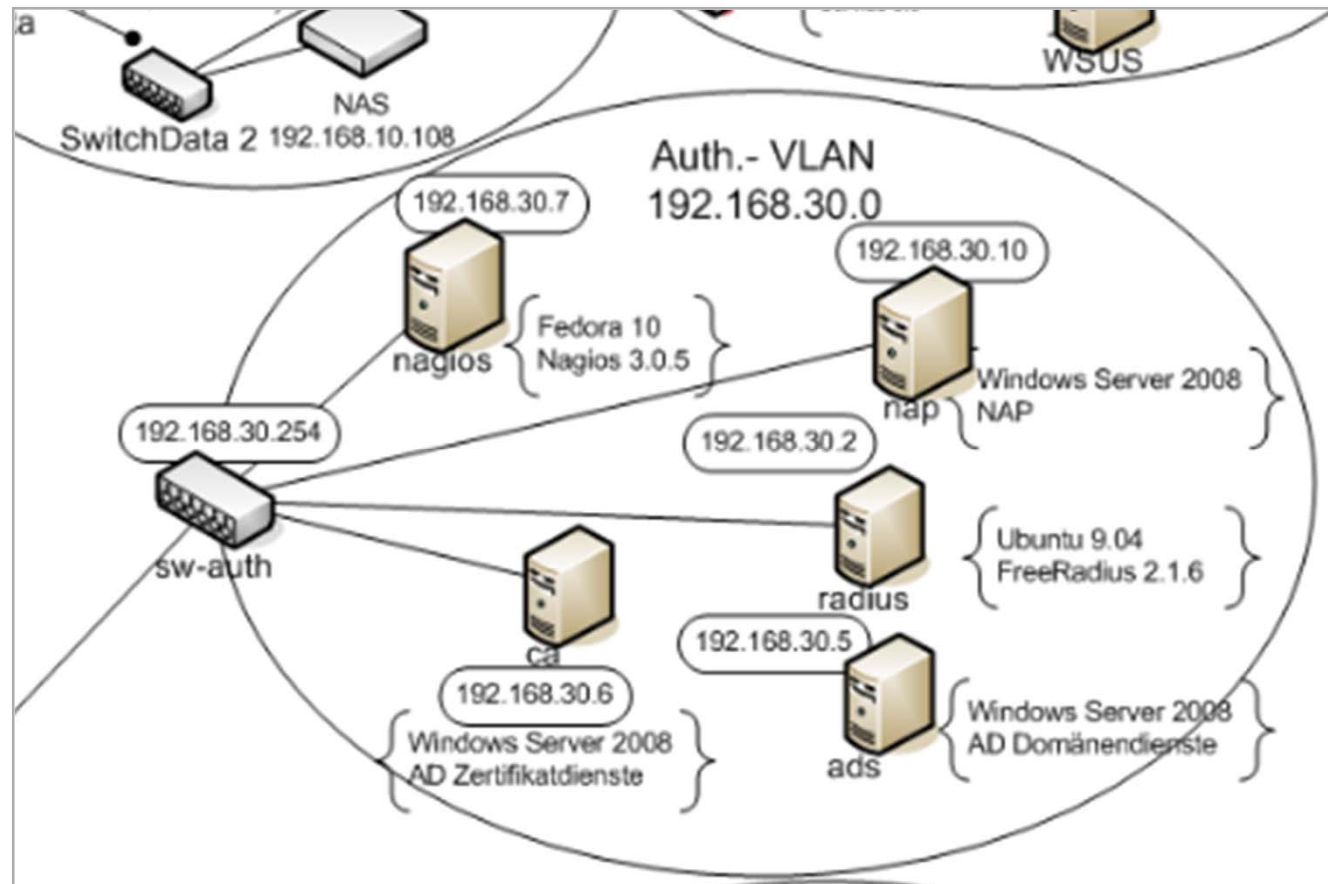 WSUS
NAS
SwitchData 2 192.168.10.108
Auth.- VLAN
192.168.30.0
192.168.30.7
nagios
Fedora 10
Nagios 3.0.5
192.168.30.10
nap
Windows Server 2008
NAP
192.168.30.254
sw-auth
192.168.30.2
radius
Ubuntu 9.04
FreeRadius 2.1.6
ca
192.168.30.6
Windows Server 2008
AD Zertifikatdienste
192.168.30.5
ads
Windows Server 2008
AD Domänendienste